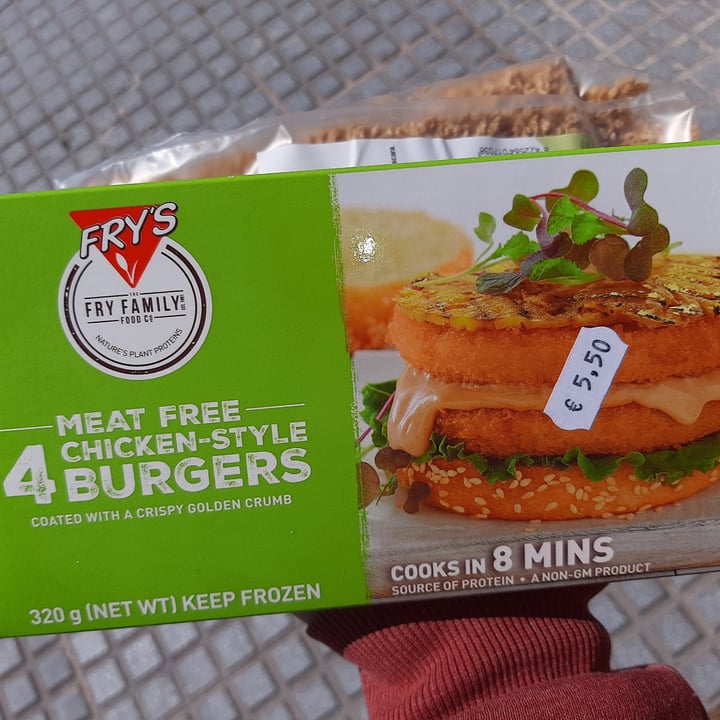 FRY'S
THE
FRY FAMILY
FOOD CO
NATURE'S PLANT PROTEINS
MEAT FREE
4 CHICKEN-STYLE
BURGERS
COATED WITH A CRISPY GOLDEN CRUMB
320 g (NET WT) KEEP FROZEN
€ 5,50
COOKS IN 8 MINS
SOURCE OF PROTEIN • A NON-GM PRODUCT